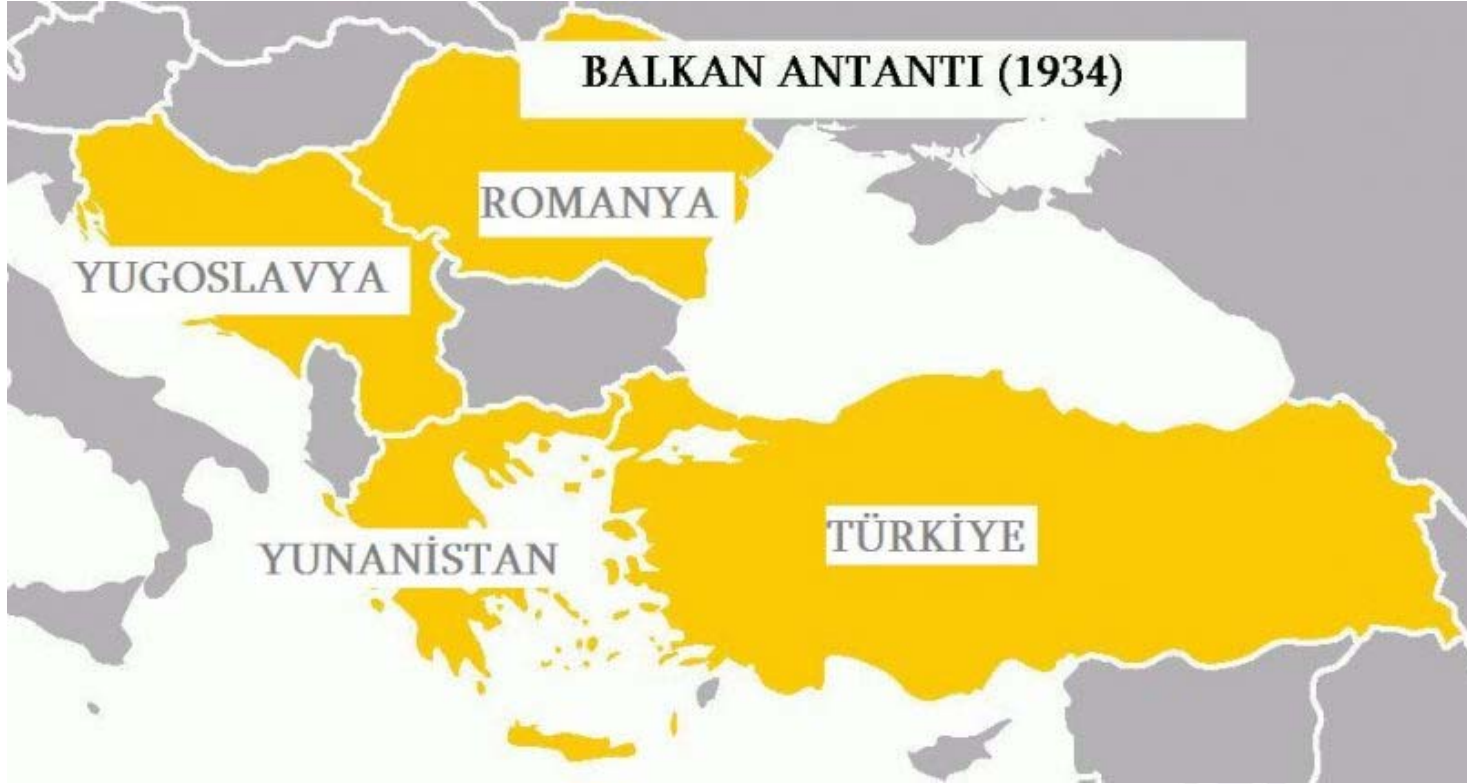 BALKAN ANTANTI (1934)
ROMANYA
YUGOSLAVYA
YUNANİSTAN
TÜRKİYE